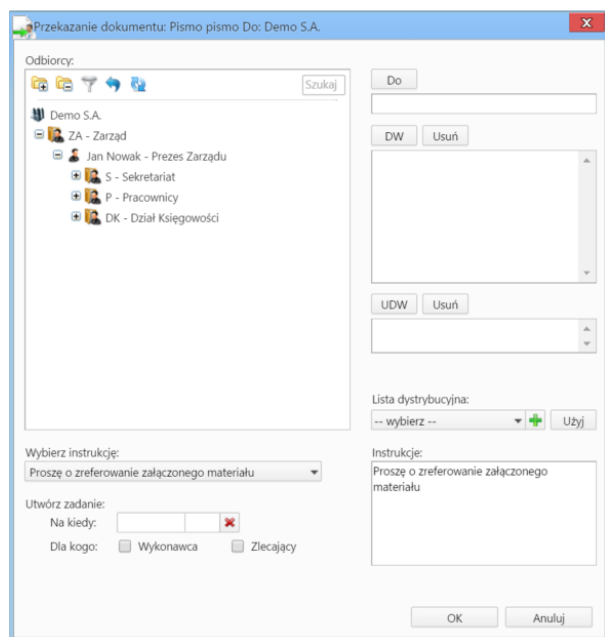 Przekazanie dokumentu: Pismo pismo Do: Demo S.A.
Odbiorcy:
Szukaj
Demo S.A.
ZA - Zarząd
Jan Nowak - Prezes Zarządu
S - Sekretariat
P - Pracownicy
DK - Dział Księgowości
Do
DW Usuń
UDW Usuń
Lista dystrybucyjna:
-- wybierz -- Użyj
Wybierz instrukcję:
Proszę o zreferowanie załączonego materiału
Utwórz zadanie:
Na kiedy:
Dla kogo: Wykonawca Zlecający
Instrukcje:
Proszę o zreferowanie załączonego
materiału
OK Anuluj